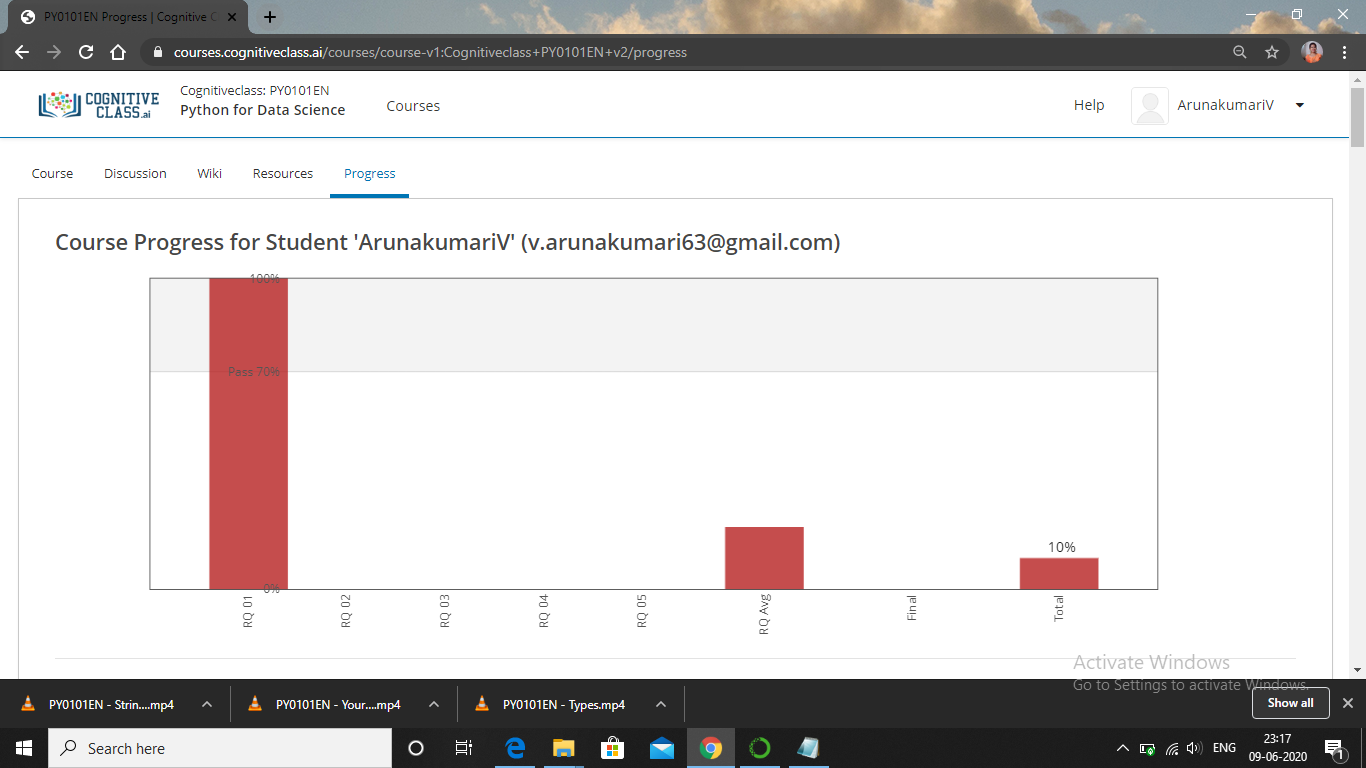 PY0101EN Progress | Cognitive C
courses.cognitiveclass.ai/courses/course-v1:Cognitiveclass+PY0101EN+v2/progress
COGNITIVE
CLASS.ai
Cognitiveclass: PY0101EN
Python for Data Science
Courses
Help
ArunakumariV
Course
Discussion
Wiki
Resources
Progress
Course Progress for Student 'ArunakumariV' (v.arunakumari63@gmail.com)
100%
Pass 70%
10%
0%
RQ 01
RQ 02
RQ 03
RQ 04
RQ 05
RQ Avg
Final
Total
Activate Windows
Go to Settings to activate Windows.
PY0101EN - Strin....mp4
PY0101EN - Your....mp4
PY0101EN - Types.mp4
Show all
Search here
ENG
23:17
09-06-2020
1